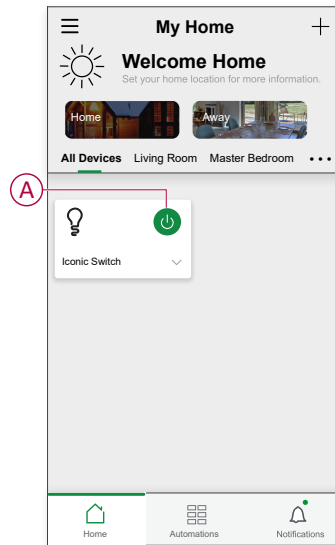 My Home
Welcome Home
Set your home location for more information.
Home
Away
All Devices Living Room Master Bedroom
A
Iconic Switch
Home Automations Notifications